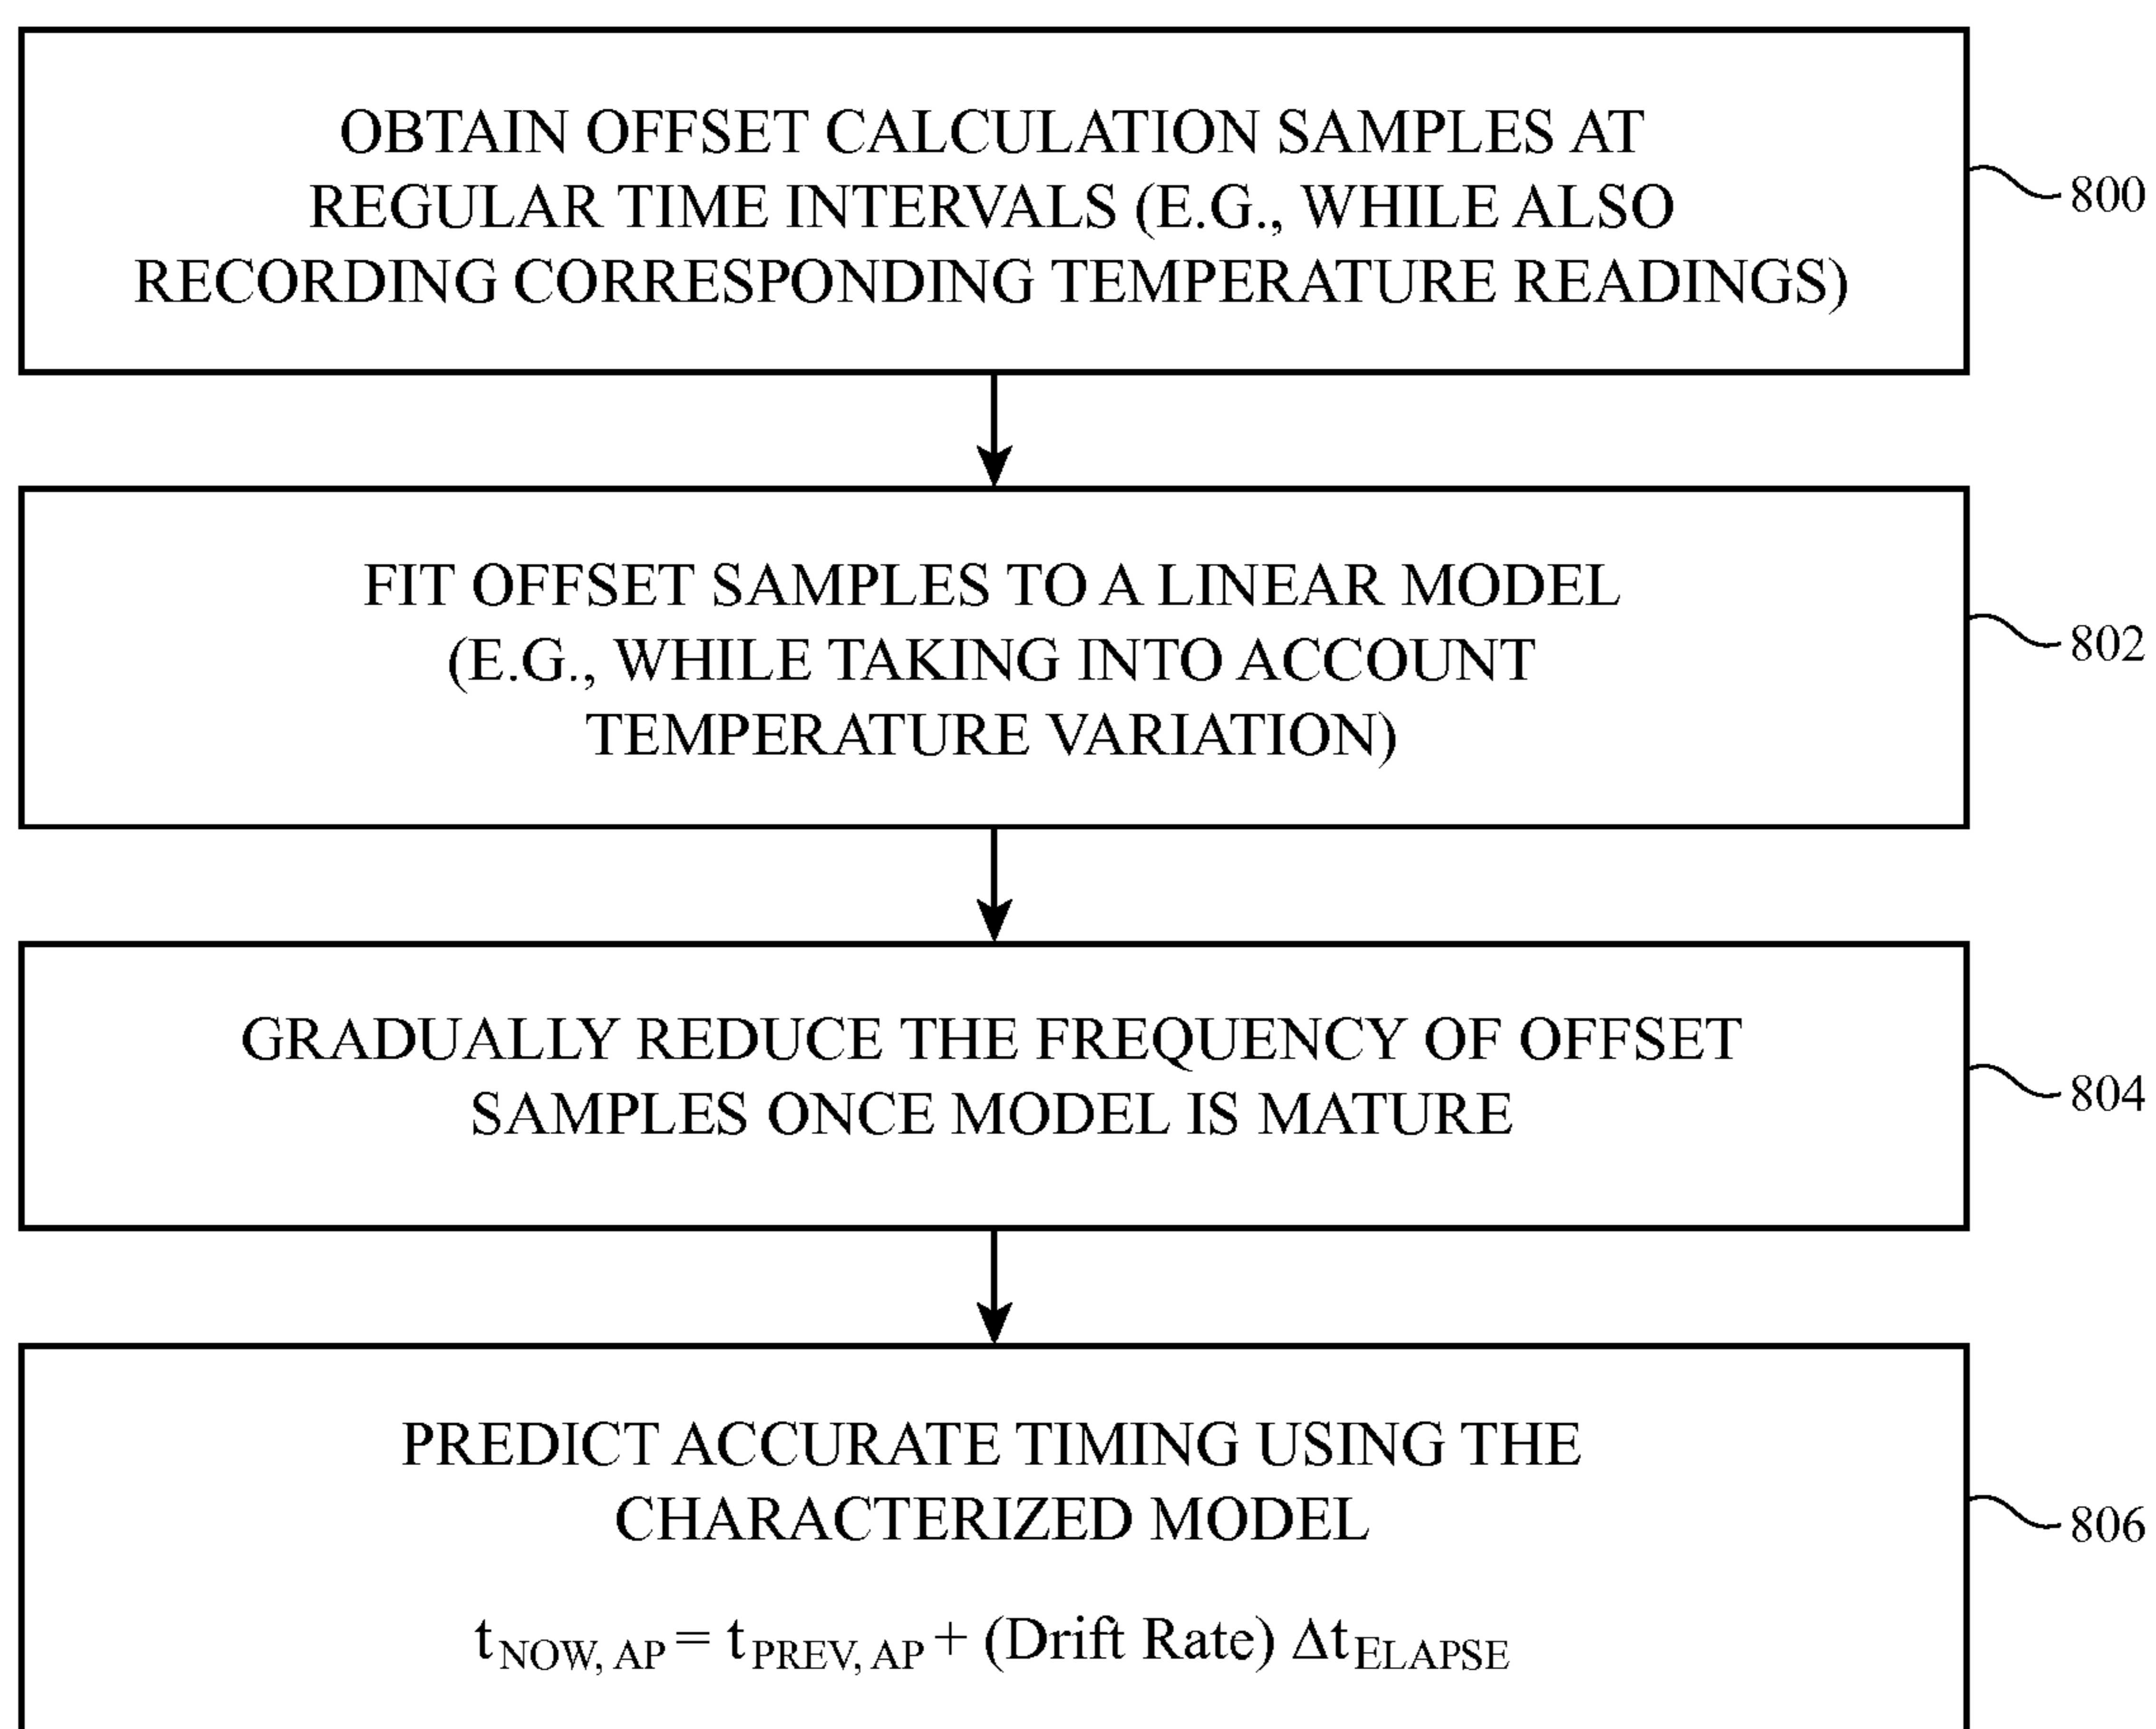 OBTAIN OFFSET CALCULATION SAMPLES AT
REGULAR TIME INTERVALS (E.G., WHILE ALSO
RECORDING CORRESPONDING TEMPERATURE READINGS)
800
FIT OFFSET SAMPLES TO A LINEAR MODEL
(E.G., WHILE TAKING INTO ACCOUNT
TEMPERATURE VARIATION)
802
GRADUALLY REDUCE THE FREQUENCY OF OFFSET
SAMPLES ONCE MODEL IS MATURE
804
PREDICT ACCURATE TIMING USING THE
CHARACTERIZED MODEL
806
tNOW, AP = tPREV, AP + (Drift Rate) ΔtELAPSE